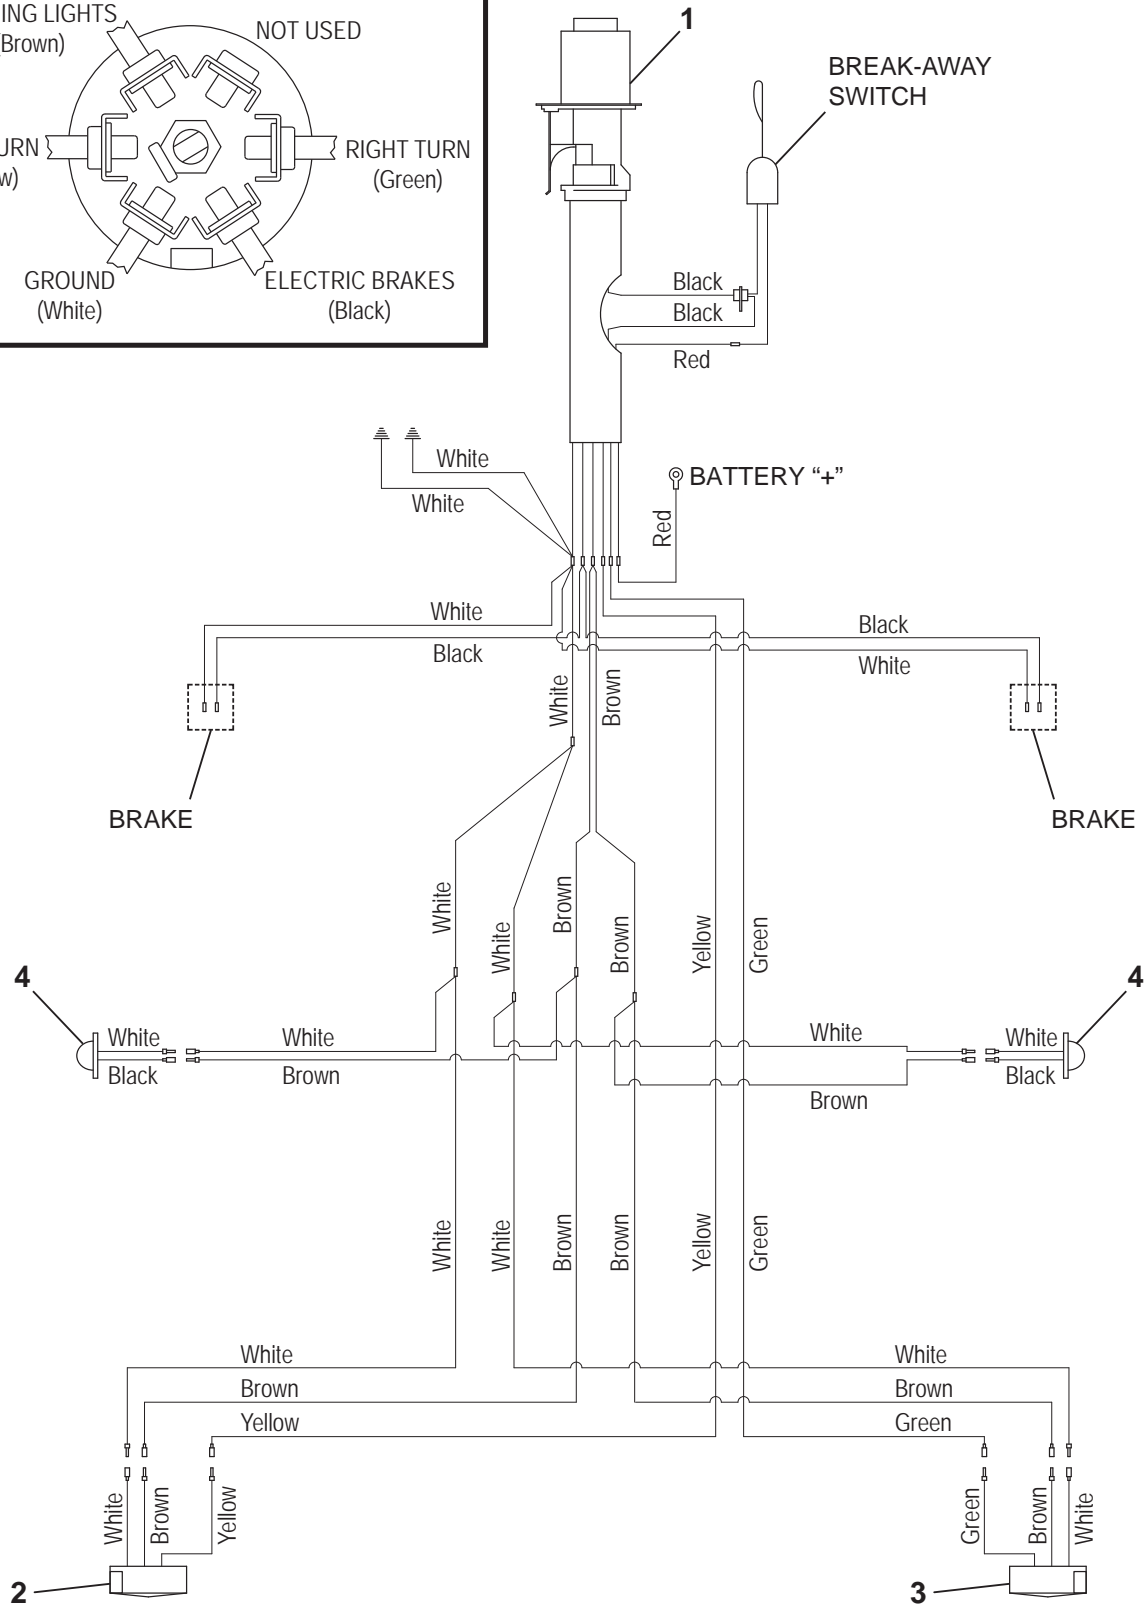 ING LIGHTS
Brown)
NOT USED
URN
w)
RIGHT TURN
(Green)
GROUND
(White)
ELECTRIC BRAKES
(Black)
1
BREAK-AWAY
SWITCH
Black
Black
Red
White
White
BATTERY “+”
Red
White
Black
Black
White
White
Brown
BRAKE
BRAKE
White
White
Brown
Brown
Yellow
Green
4
4
White
Black
White
Brown
White
Brown
White
Black
White
White
Brown
Brown
Yellow
Green
White
Brown
Yellow
White
Brown
Green
White
Brown
Yellow
Green
Brown
White
2
3